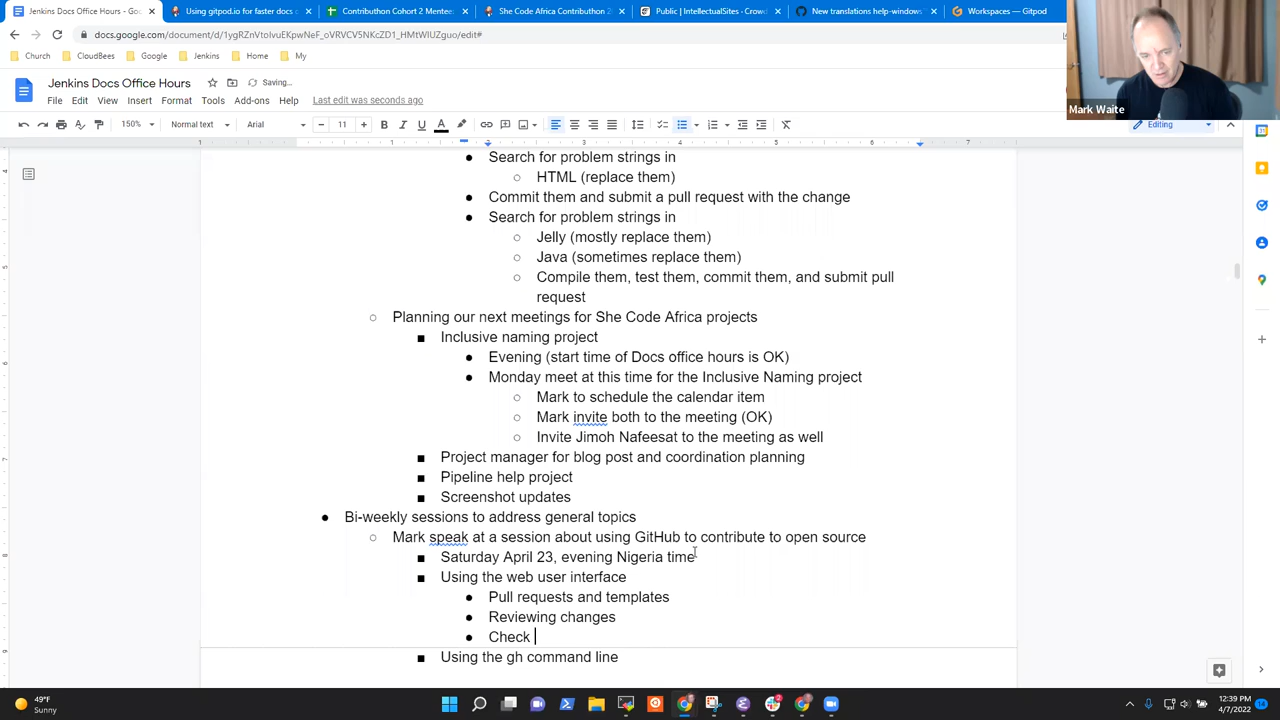 Jenkins Docs Office Hours - Goo
Using gitpod.io for faster docs c
Contributhon Cohort 2 Mentee
She Code Africa Contributhon 2
Public | IntellectualSites - Crowd
New translations help-windows
Workspaces — Gitpod
docs.google.com/document/d/1ygRZnVtoIvuEKpwNeF_oVRVCV5NKcZD1_HMtWIUZguo/edit#
Church
CloudBees
Google
Jenkins
Home
My
Jenkins Docs Office Hours
Saving...
File Edit View Insert Format Tools Add-ons Help Last edit was seconds ago
150% Normal text Arial 11
Editing
Mark Waite
Search for problem strings in
HTML (replace them)
Commit them and submit a pull request with the change
Search for problem strings in
Jelly (mostly replace them)
Java (sometimes replace them)
Compile them, test them, commit them, and submit pull
request
Planning our next meetings for She Code Africa projects
Inclusive naming project
Evening (start time of Docs office hours is OK)
Monday meet at this time for the Inclusive Naming project
Mark to schedule the calendar item
Mark invite both to the meeting (OK)
Invite Jimoh Nafeesat to the meeting as well
Project manager for blog post and coordination planning
Pipeline help project
Screenshot updates
Bi-weekly sessions to address general topics
Mark speak at a session about using GitHub to contribute to open source
Saturday April 23, evening Nigeria time
Using the web user interface
Pull requests and templates
Reviewing changes
Check
Using the gh command line
49°F
Sunny
12:39 PM
4/7/2022